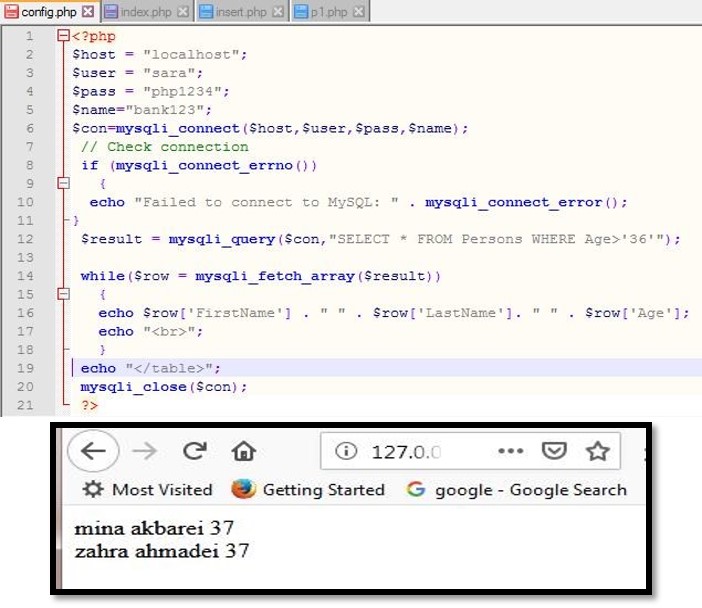 config.php index.php insert.php p1.php
1 <?php
2 $host = "localhost";
3 $user = "sara";
4 $pass = "php1234";
5 $name="bank123";
6 $con=mysqli_connect($host,$user,$pass,$name);
7 // Check connection
8 if (mysqli_connect_errno())
9 {
10 echo "Failed to connect to MySQL: " . mysqli_connect_error();
11 }
12 $result = mysqli_query($con,"SELECT * FROM Persons WHERE Age>'36'");
13
14 while($row = mysqli_fetch_array($result))
15 {
16 echo $row['FirstName'] . " " . $row['LastName']. " " . $row['Age'];
17 echo "<br>";
18 }
19 echo "</table>";
20 mysqli_close($con);
21 ?>
127.0.0
Most Visited Getting Started google - Google Search
mina akbarei 37
zahra ahmadei 37